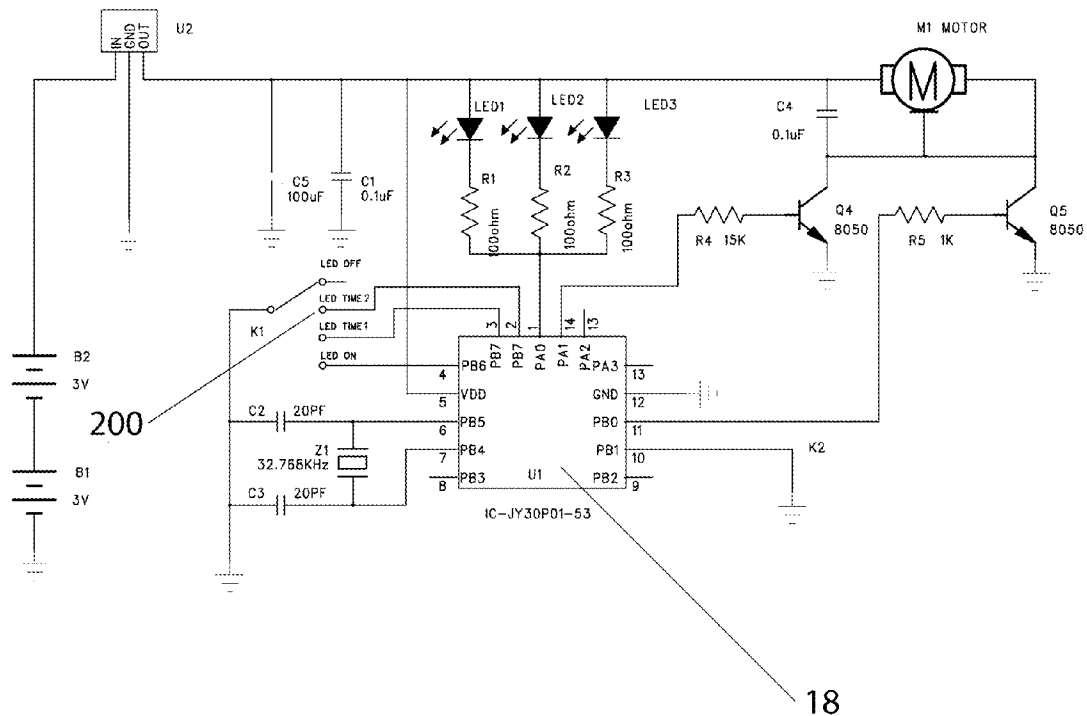 U2
IN
GND
OUT
M1 MOTOR
M
LED1
LED2
LED3
C4
0.1uF
C5
100uF
C1
0.1uF
R1
100ohm
R2
100ohm
R3
100ohm
Q4
8050
Q5
8050
R4 15K
R5 1K
LED OFF
LED TIME2
LED TIME1
LED ON
K1
200
B2
3V
B1
3V
3
2
1
14
13
PB7
PB7
PA0
PA1
PA2
4 PB6
5 VDD
6 PB5
7 PB4
8 PB3
PA3 13
GND 12
PB0 11
PB1 10
PB2 9
U1
IC-JY30P01-53
C2 20PF
Z1
32.768KHz
C3 20PF
K2
18